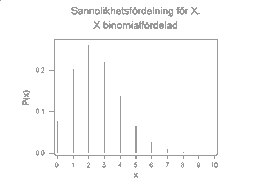 Sannolikhetsfördelning för X.
X binomialfördelad
P(x)
0.2
0.1
0.0
0 1 2 3 4 5 6 7 8 9 10
x